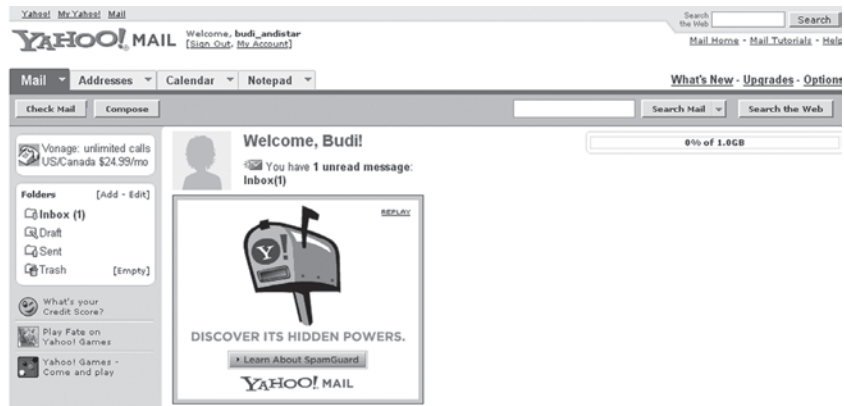 Yahoo! My Yahoo! Mail
Search the Web Search
YAHOO! MAIL
Welcome, budi_andistar
[Sign Out, My Account]
Mail Home - Mail Tutorials - Help
Mail Addresses Calendar Notepad
What's New - Upgrades - Options
Check Mail Compose
Search Mail Search the Web
Vonage: unlimited calls
US/Canada $24.99/mo
Folders [Add - Edit]
Inbox (1)
Draft
Sent
Trash [Empty]
What's your
Credit Score?
Play Fate on
Yahoo! Games
Yahoo! Games -
Come and play
Welcome, Budi!
You have 1 unread message:
Inbox(1)
0% of 1.0GB
REPLAY
Y!
DISCOVER ITS HIDDEN POWERS.
Learn About SpamGuard
YAHOO! MAIL